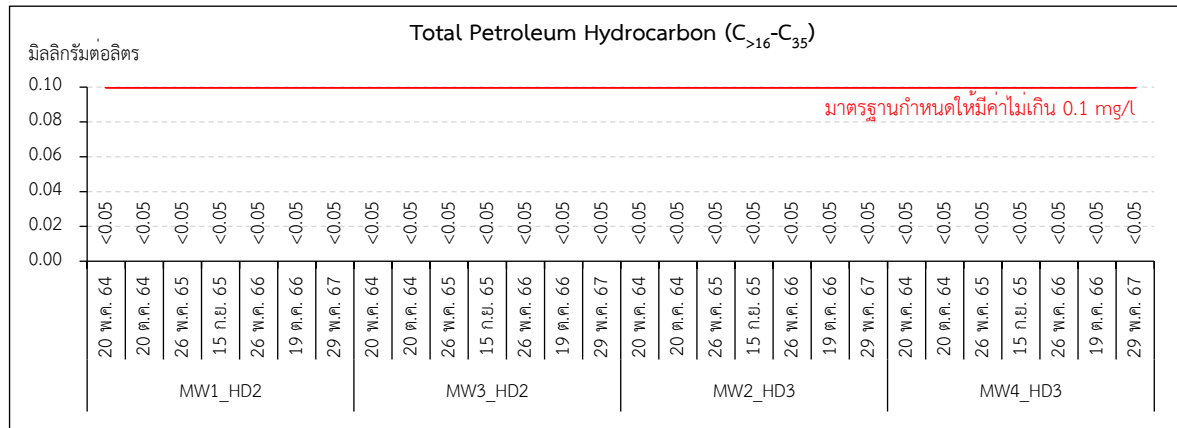 Total Petroleum Hydrocarbon (C>16-C35)
มิลลิกรัมต่อลิตร
0.10
มาตรฐานกำหนดให้มีค่าไม่เกิน 0.1 mg/l
0.08
0.06
0.04
0.02
0.00
<0.05 <0.05 <0.05 <0.05 <0.05 <0.05 <0.05 <0.05 <0.05 <0.05 <0.05 <0.05 <0.05 <0.05 <0.05 <0.05 <0.05 <0.05 <0.05 <0.05 <0.05 <0.05 <0.05 <0.05 <0.05 <0.05 <0.05 <0.05
20 พ.ค. 64 20 ต.ค. 64 26 พ.ค. 65 15 ก.ย. 65 26 พ.ค. 66 19 ต.ค. 66 29 พ.ค. 67 20 พ.ค. 64 20 ต.ค. 64 26 พ.ค. 65 15 ก.ย. 65 26 พ.ค. 66 19 ต.ค. 66 29 พ.ค. 67 20 พ.ค. 64 20 ต.ค. 64 26 พ.ค. 65 15 ก.ย. 65 26 พ.ค. 66 19 ต.ค. 66 29 พ.ค. 67 20 พ.ค. 64 20 ต.ค. 64 26 พ.ค. 65 15 ก.ย. 65 26 พ.ค. 66 19 ต.ค. 66 29 พ.ค. 67
MW1_HD2 MW3_HD2 MW2_HD3 MW4_HD3